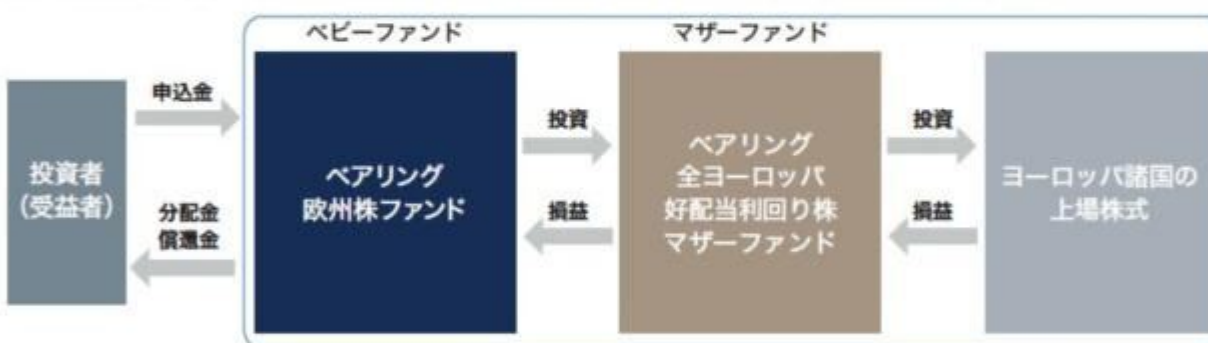 ベビーファンド
マザーファンド
投資者
(受益者)
申込金
分配金
償還金
ベアリング
欧州株ファンド
投資
損益
ベアリング
全ヨーロッパ
好配当利回り株
マザーファンド
投資
損益
ヨーロッパ諸国の
上場株式